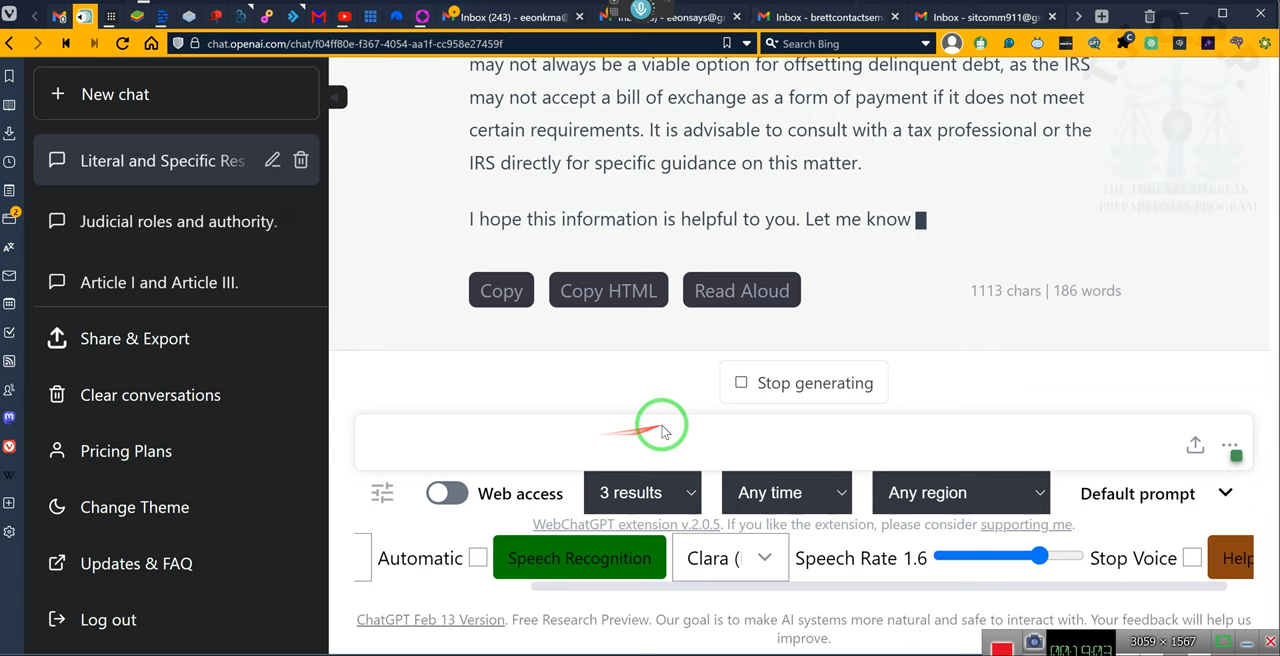 Inbox (243) - eeonkma
Inbox - brettcontactsem
Inbox - sitcomm911@gr
chat.openai.com/chat/f04ff80e-f367-4054-aa1f-cc958e27459f
Search Bing
New chat
Literal and Specific Res
Judicial roles and authority.
Article I and Article III.
Share & Export
Clear conversations
Pricing Plans
Change Theme
Updates & FAQ
Log out
may not always be a viable option for offsetting delinquent debt, as the IRS
may not accept a bill of exchange as a form of payment if it does not meet
certain requirements. It is advisable to consult with a tax professional or the
IRS directly for specific guidance on this matter.
I hope this information is helpful to you. Let me know
Copy
Copy HTML
Read Aloud
1113 chars | 186 words
THE THREAT OUTBREAK
PREPAREDNESS PROGRAM
Stop generating
Web access
3 results
Any time
Any region
Default prompt
WebChatGPT extension v.2.0.5. If you like the extension, please consider supporting me.
Automatic
Speech Recognition
Clara (
Speech Rate 1.6
Stop Voice
Help
ChatGPT Feb 13 Version. Free Research Preview. Our goal is to make AI systems more natural and safe to interact with. Your feedback will help us
improve.
3059 × 1567